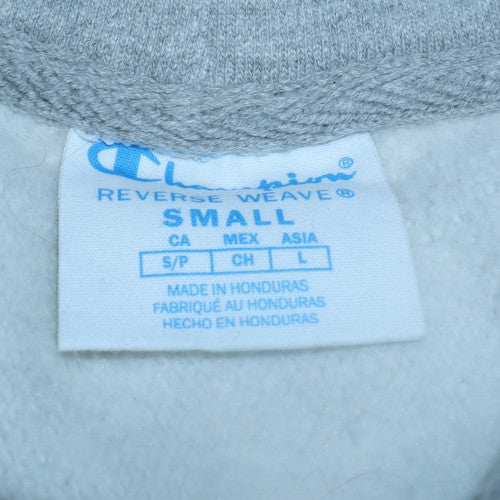 Champion®
REVERSE WEAVE®
SMALL
CA MEX ASIA
S/P CH L
MADE IN HONDURAS
FABRIQUÉ AU HONDURAS
HECHO EN HONDURAS